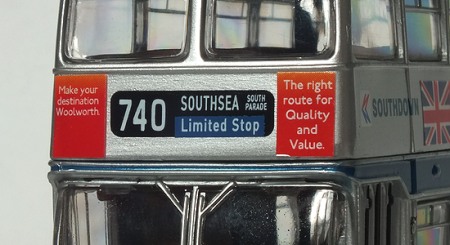 Make your
destination
Woolworth.
740
SOUTHSEA
SOUTH
PARADE
Limited Stop
The right
route for
Quality
and
Value.
SOUTHDOWN